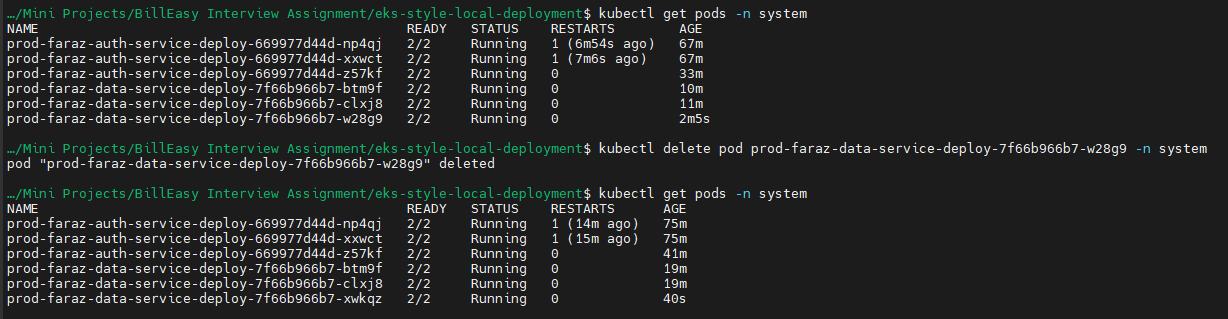 …/Mini Projects/BillEasy Interview Assignment/eks-style-local-deployment$ kubectl get pods -n system
NAME READY STATUS RESTARTS AGE
prod-faraz-auth-service-deploy-669977d44d-np4qj 2/2 Running 1 (6m54s ago) 67m
prod-faraz-auth-service-deploy-669977d44d-xxwct 2/2 Running 1 (7m6s ago) 67m
prod-faraz-auth-service-deploy-669977d44d-z57kf 2/2 Running 0 33m
prod-faraz-data-service-deploy-7f66b966b7-btm9f 2/2 Running 0 10m
prod-faraz-data-service-deploy-7f66b966b7-clxj8 2/2 Running 0 11m
prod-faraz-data-service-deploy-7f66b966b7-w28g9 2/2 Running 0 2m5s
…/Mini Projects/BillEasy Interview Assignment/eks-style-local-deployment$ kubectl delete pod prod-faraz-data-service-deploy-7f66b966b7-w28g9 -n system
pod "prod-faraz-data-service-deploy-7f66b966b7-w28g9" deleted
…/Mini Projects/BillEasy Interview Assignment/eks-style-local-deployment$ kubectl get pods -n system
NAME READY STATUS RESTARTS AGE
prod-faraz-auth-service-deploy-669977d44d-np4qj 2/2 Running 1 (14m ago) 75m
prod-faraz-auth-service-deploy-669977d44d-xxwct 2/2 Running 1 (15m ago) 75m
prod-faraz-auth-service-deploy-669977d44d-z57kf 2/2 Running 0 41m
prod-faraz-data-service-deploy-7f66b966b7-btm9f 2/2 Running 0 19m
prod-faraz-data-service-deploy-7f66b966b7-clxj8 2/2 Running 0 19m
prod-faraz-data-service-deploy-7f66b966b7-xwkqz 2/2 Running 0 40s